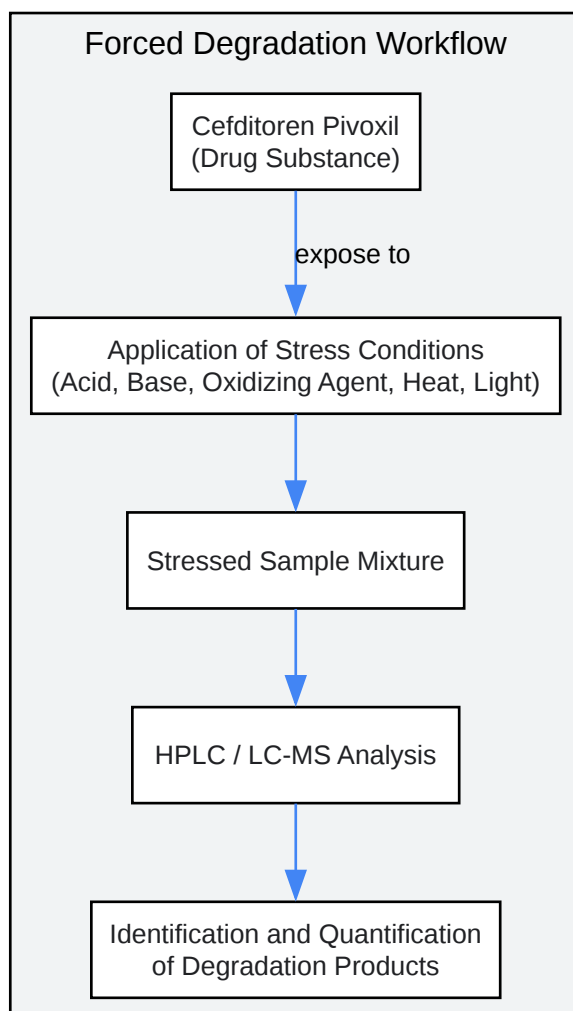 Forced Degradation Workflow
Cefditoren Pivoxil
(Drug Substance)
expose to
Application of Stress Conditions
(Acid, Base, Oxidizing Agent, Heat, Light)
Stressed Sample Mixture
HPLC / LC-MS Analysis
Identification and Quantification
of Degradation Products